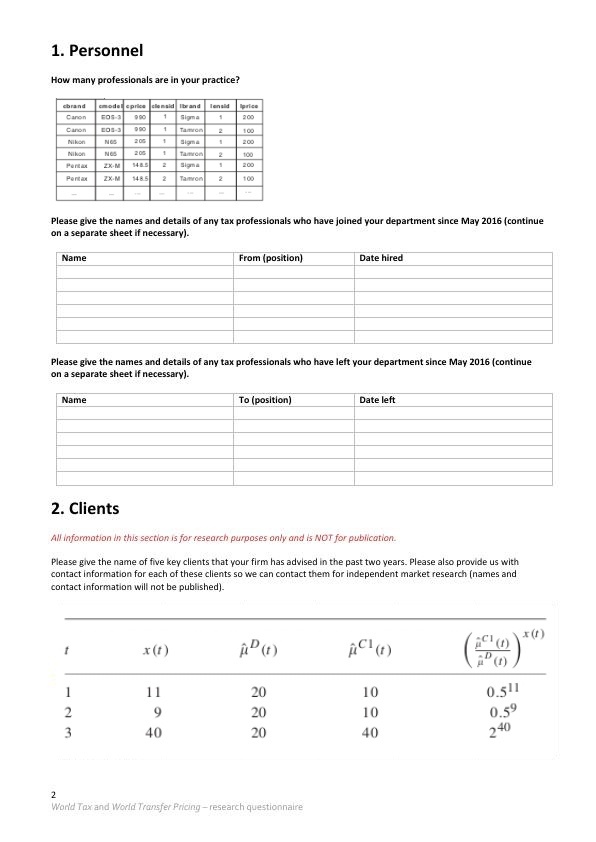 1. Personnel
How many professionals are in your practice?
cbrand cmodel cprice clensid lbrand lensid lprice
Canon EOS-3 990 1 Sigma 1 200
Canon EOS-3 990 1 Tamron 2 100
Nikon N65 205 1 Sigma 1 200
Nikon N65 205 1 Tamron 2 100
Pentax ZX-M 148.5 2 Sigma 1 200
Pentax ZX-M 148.5 2 Tamron 2 100
... ... ... ... ... ... ...
Please give the names and details of any tax professionals who have joined your department since May 2016 (continue
on a separate sheet if necessary).
Name From (position) Date hired
Please give the names and details of any tax professionals who have left your department since May 2016 (continue
on a separate sheet if necessary).
Name To (position) Date left
2. Clients
All information in this section is for research purposes only and is NOT for publication.
Please give the name of five key clients that your firm has advised in the past two years. Please also provide us with
contact information for each of these clients so we can contact them for independent market research (names and
contact information will not be published).
t x(t) μ̂^D(t) μ̂^C1(t) (μ̂^C1(t)/μ̂^D(t))^x(t)
1 11 20 10 0.5^11
2 9 20 10 0.5^9
3 40 20 40 2^40
2
World Tax and World Transfer Pricing – research questionnaire